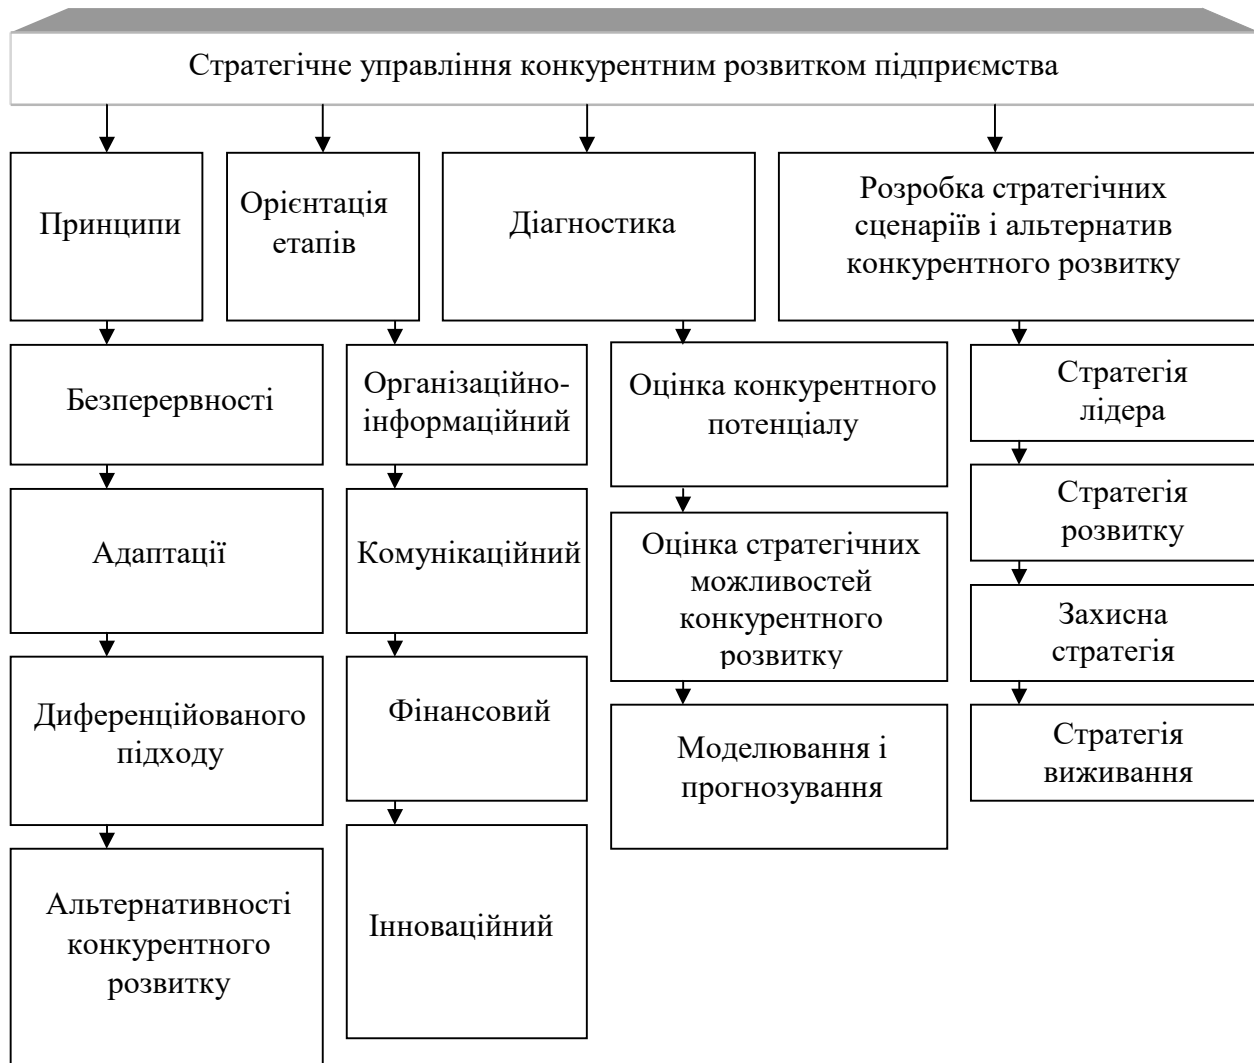 Стратегічне управління конкурентним розвитком підприємства
Принципи
Орієнтація
етапів
Діагностика
Розробка стратегічних
сценаріїв і альтернатив
конкурентного розвитку
Безперервності
Адаптації
Диференційованого
підходу
Альтернативності
конкурентного
розвитку
Організаційно-
інформаційний
Комунікаційний
Фінансовий
Інноваційний
Оцінка конкурентного
потенціалу
Оцінка стратегічних
можливостей
конкурентного
розвитку
Моделювання і
прогнозування
Стратегія
лідера
Стратегія
розвитку
Захисна
стратегія
Стратегія
виживання